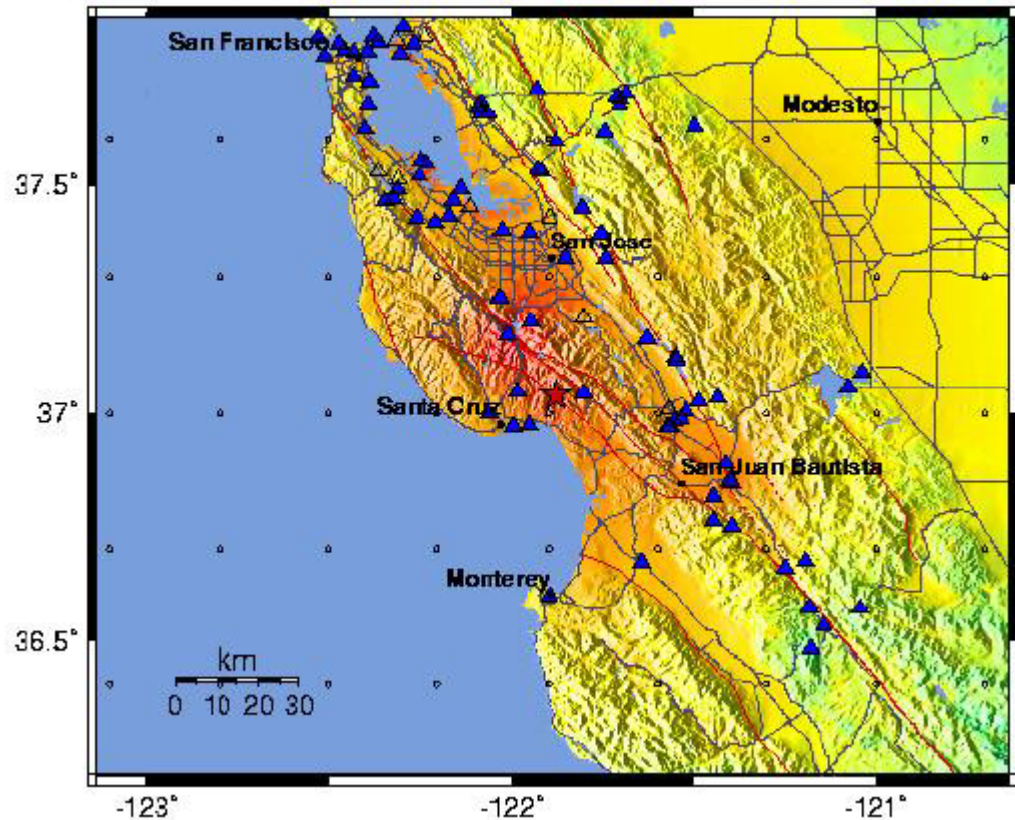 San Francisco
Modesto
37.5°
San Jose
37°
Santa Cruz
San Juan Bautista
Monterey
36.5°
km
0 10 20 30
-123° -122° -121°